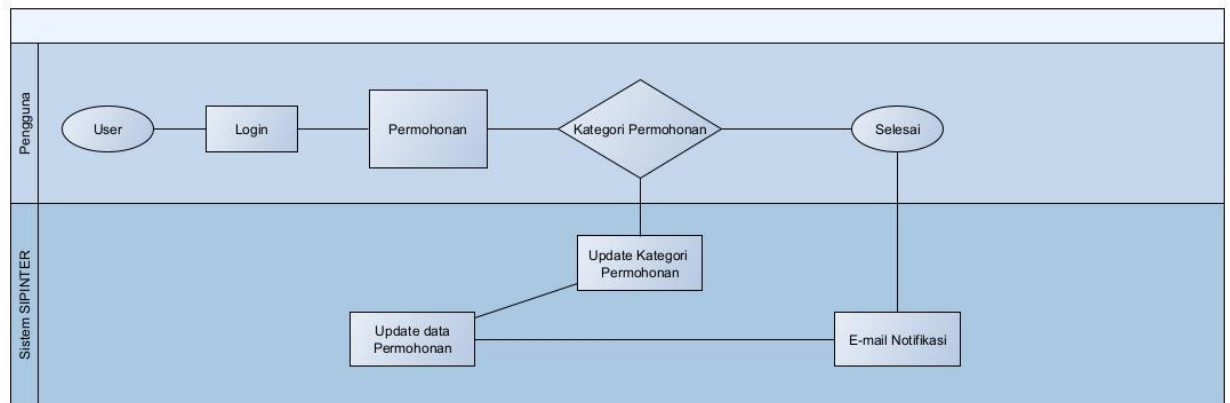 Pengguna
User
Login
Permohonan
Kategori Permohonan
Selesai
Sistem SIPINTER
Update Kategori
Permohonan
Update data
Permohonan
E-mail Notifikasi